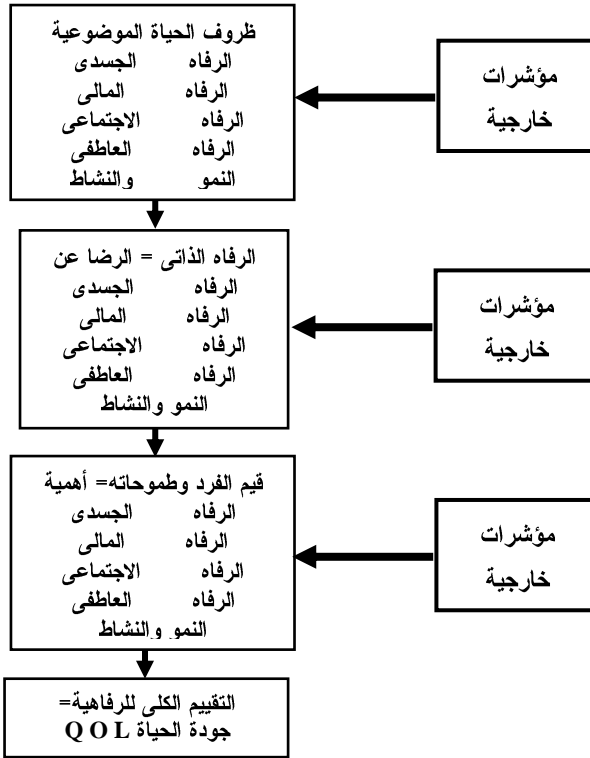 ظروف الحياة الموضوعية
الرفاه الجسدى
الرفاه المالى
الرفاه الاجتماعى
الرفاه العاطفى
النمو والنشاط
مؤشرات
خارجية
الرفاه الذاتى = الرضا عن
الرفاه الجسدى
الرفاه المالى
الرفاه الاجتماعى
الرفاه العاطفى
النمو والنشاط
مؤشرات
خارجية
قيم الفرد وطموحاته= أهمية
الرفاه الجسدى
الرفاه المالى
الرفاه الاجتماعى
الرفاه العاطفى
النمو والنشاط
مؤشرات
خارجية
التقييم الكلى للرفاهية=
جودة الحياة Q O L